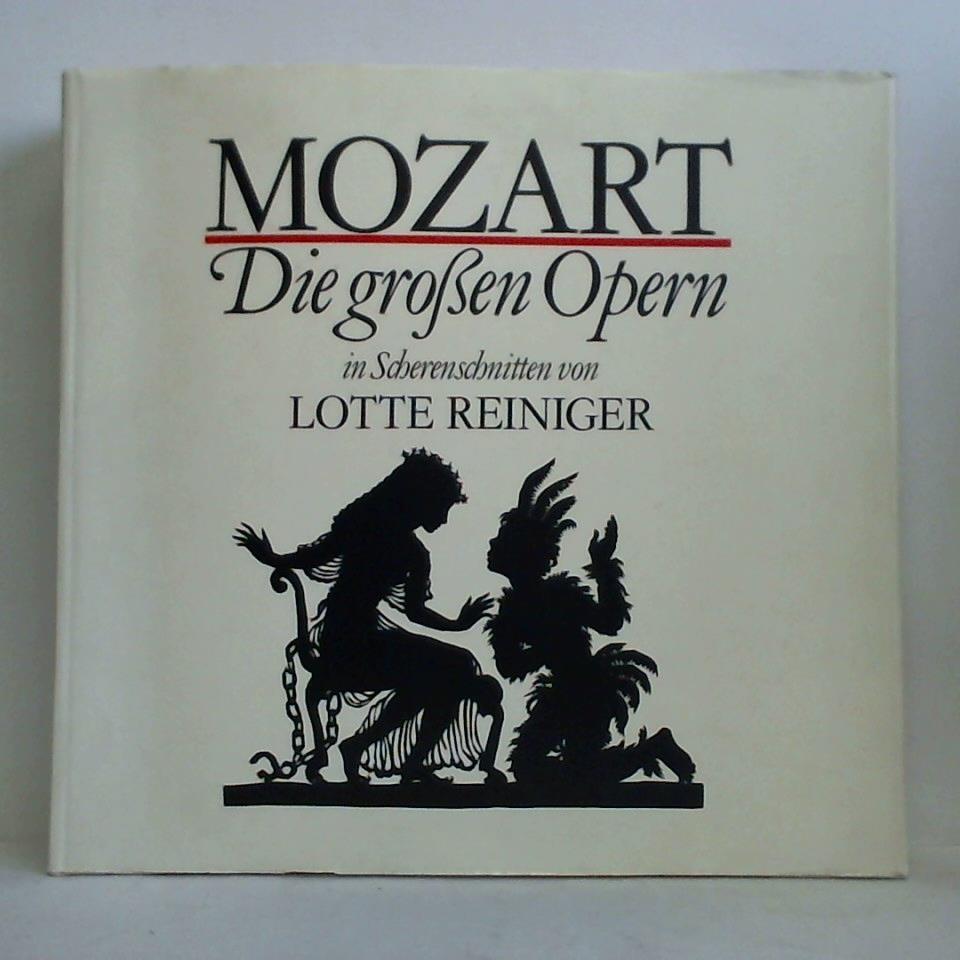 MOZART
Die großen Opern
in Scherenschnitten von
LOTTE REINIGER